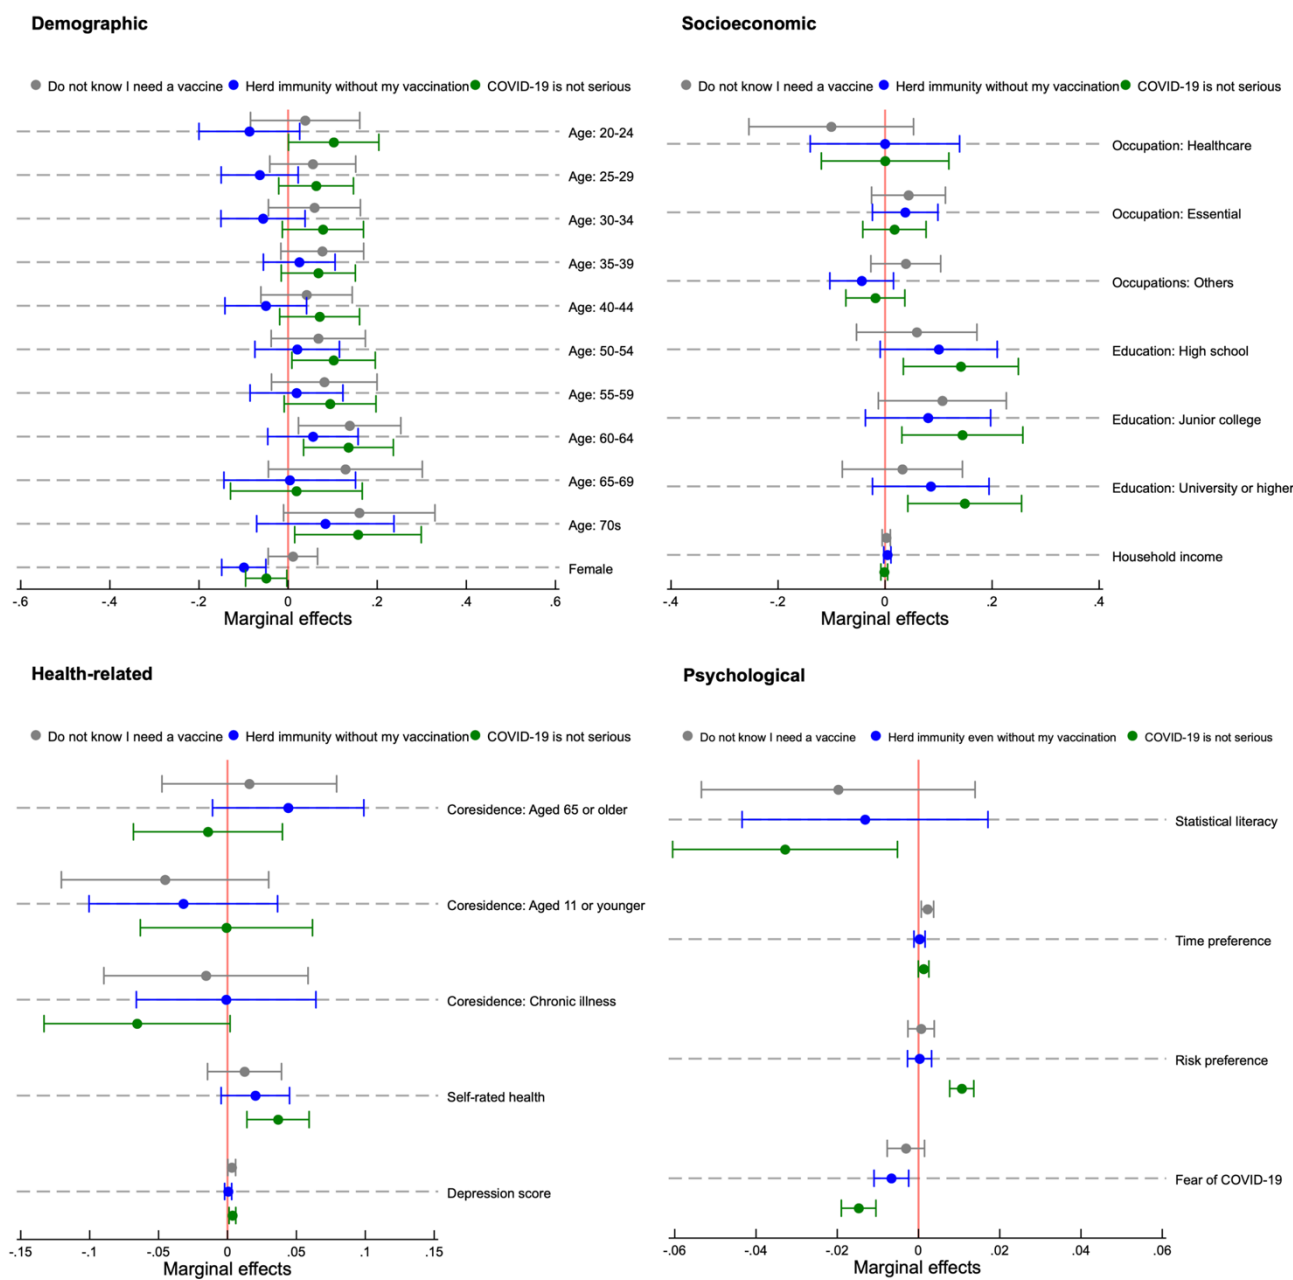 Demographic
Do not know I need a vaccine Herd immunity without my vaccination COVID-19 is not serious
Age: 20-24
Age: 25-29
Age: 30-34
Age: 35-39
Age: 40-44
Age: 50-54
Age: 55-59
Age: 60-64
Age: 65-69
Age: 70s
Female
-.6 -.4 -.2 0 .2 .4 .6
Marginal effects
Socioeconomic
Do not know I need a vaccine Herd immunity without my vaccination COVID-19 is not serious
Occupation: Healthcare
Occupation: Essential
Occupations: Others
Education: High school
Education: Junior college
Education: University or higher
Household income
-.4 -.2 0 .2 .4
Marginal effects
Health-related
Do not know I need a vaccine Herd immunity without my vaccination COVID-19 is not serious
Coresidence: Aged 65 or older
Coresidence: Aged 11 or younger
Coresidence: Chronic illness
Self-rated health
Depression score
-.15 -.1 -.05 0 .05 .1 .15
Marginal effects
Psychological
Do not know I need a vaccine Herd immunity even without my vaccination COVID-19 is not serious
Statistical literacy
Time preference
Risk preference
Fear of COVID-19
-.06 -.04 -.02 0 .02 .04 .06
Marginal effects